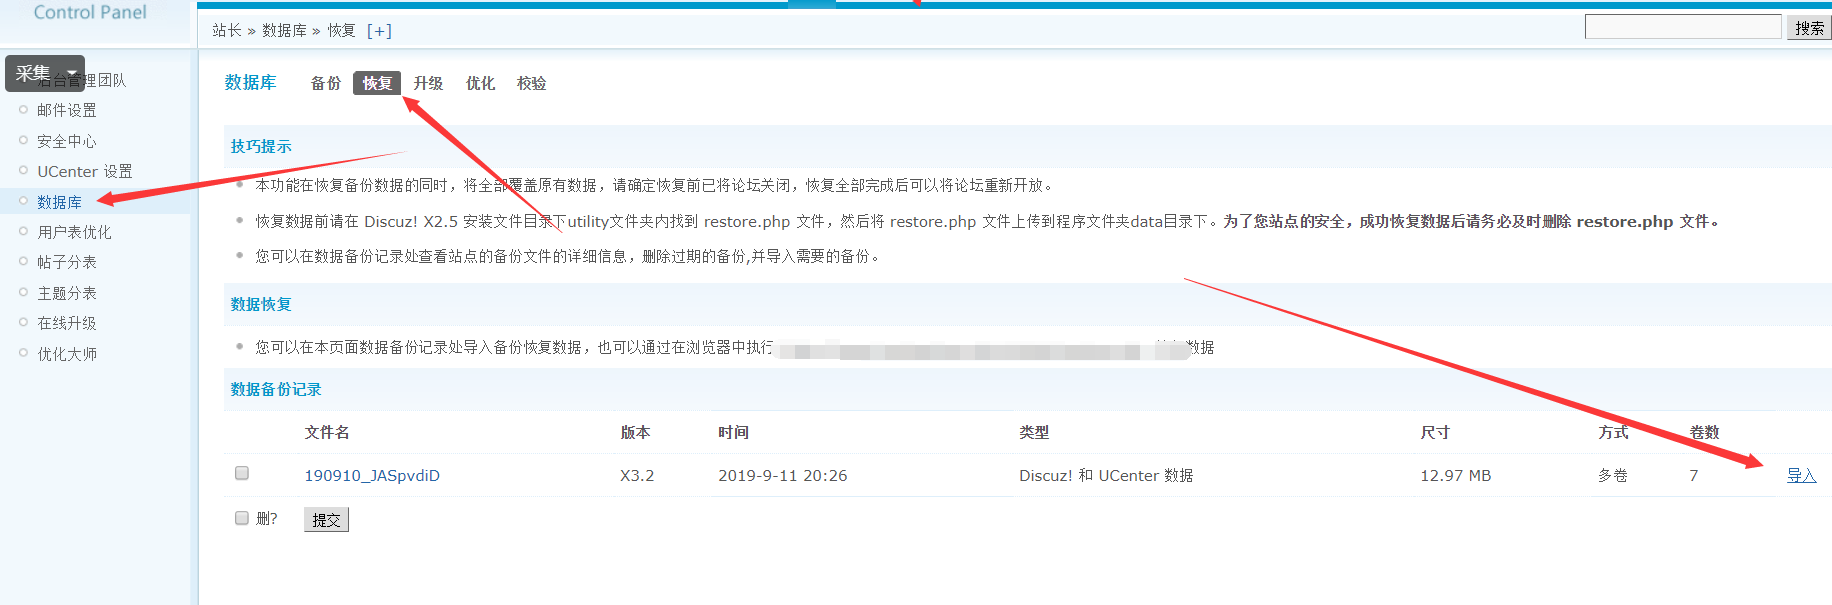 Control Panel
站长 » 数据库 » 恢复 [+]
搜索
采集
后台管理团队
邮件设置
安全中心
UCenter 设置
数据库
用户表优化
帖子分表
主题分表
在线升级
优化大师
数据库 备份 恢复 升级 优化 校验
技巧提示
本功能在恢复备份数据的同时，将全部覆盖原有数据，请确定恢复前已将论坛关闭，恢复全部完成后可以将论坛重新开放。
恢复数据前请在 Discuz! X2.5 安装文件目录下utility文件夹内找到 restore.php 文件，然后将 restore.php 文件上传到程序文件夹data目录下。为了您站点的安全，成功恢复数据后请务必及时删除 restore.php 文件。
您可以在数据备份记录处查看站点的备份文件的详细信息，删除过期的备份,并导入需要的备份。
数据恢复
您可以在本页面数据备份记录处导入备份恢复数据，也可以通过在浏览器中执行 数据
数据备份记录
文件名 版本 时间 类型 尺寸 方式 卷数
190910_JASpvdiD X3.2 2019-9-11 20:26 Discuz! 和 UCenter 数据 12.97 MB 多卷 7 导入
删? 提交